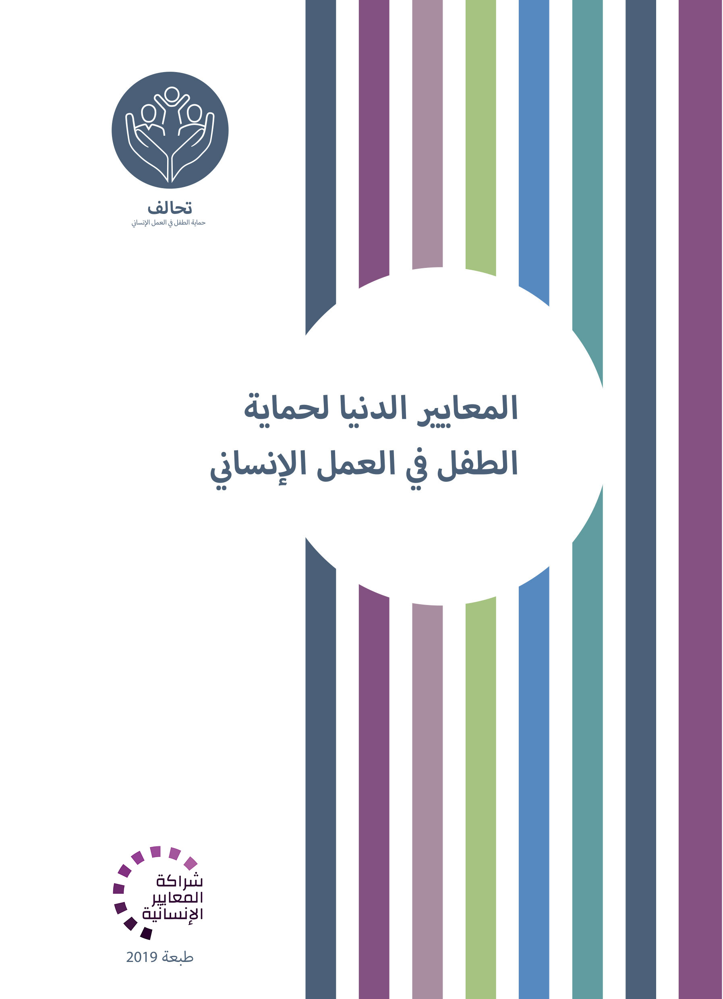 تحالف
حماية الطفل في العمل الإنساني
المعايير الدنيا لحماية
الطفل في العمل الإنساني
شراكة
المعايير
الإنسانية
طبعة 2019